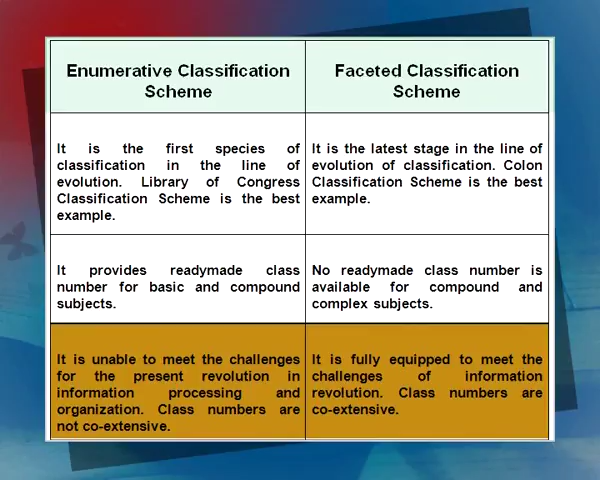 Enumerative Classification
Scheme
Faceted Classification
Scheme
It is the first species of
classification in the line of
evolution. Library of Congress
Classification Scheme is the best
example.
It is the latest stage in the line of
evolution of classification. Colon
Classification Scheme is the best
example.
It provides readymade class
number for basic and compound
subjects.
No readymade class number is
available for compound and
complex subjects.
It is unable to meet the challenges
for the present revolution in
information processing and
organization. Class numbers are
not co-extensive.
It is fully equipped to meet the
challenges of information
revolution. Class numbers are
co-extensive.